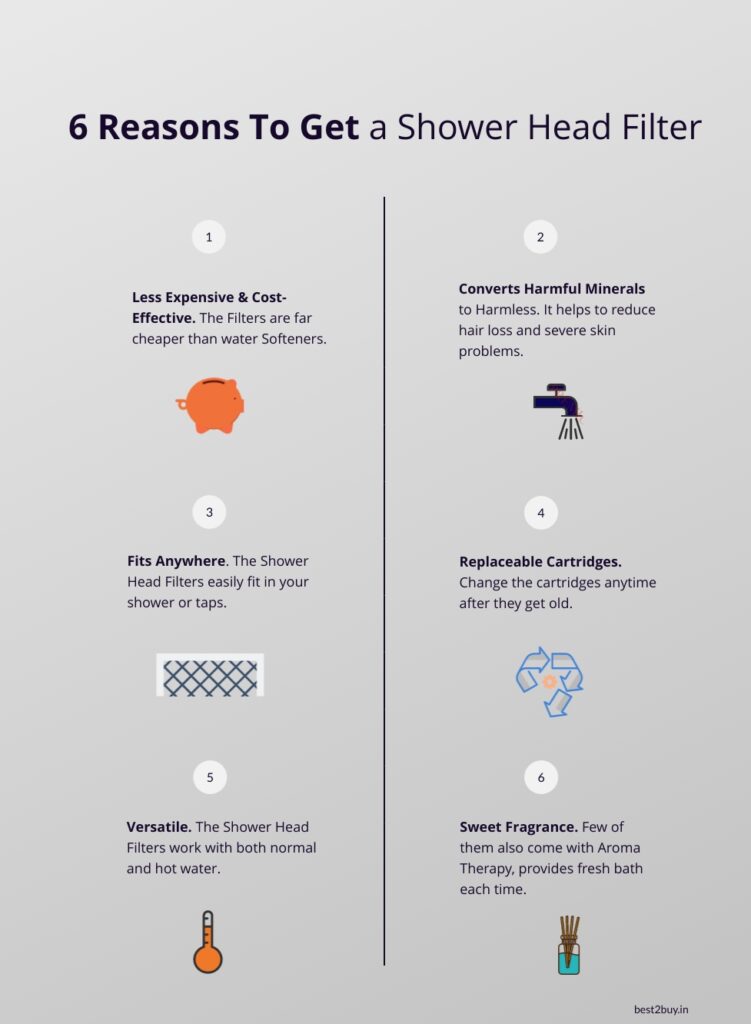 6 Reasons To Get a Shower Head Filter
1
Less Expensive & Cost-
Effective. The Filters are far
cheaper than water Softeners.
2
Converts Harmful Minerals
to Harmless. It helps to reduce
hair loss and severe skin
problems.
3
Fits Anywhere. The Shower
Head Filters easily fit in your
shower or taps.
4
Replaceable Cartridges.
Change the cartridges anytime
after they get old.
5
Versatile. The Shower Head
Filters work with both normal
and hot water.
6
Sweet Fragrance. Few of
them also come with Aroma
Therapy, provides fresh bath
each time.
best2buy.in